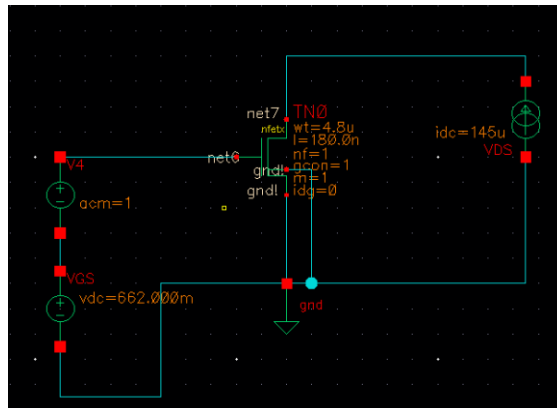 net7 TN0
nfetx
wt=4.8u
l=180.0n
nf=1
gcon=1
m=1
idg=0
net6
gnd!
gnd!
idc=145u
VDS
V4
acm=1
VGS
vdc=662.000m
gnd